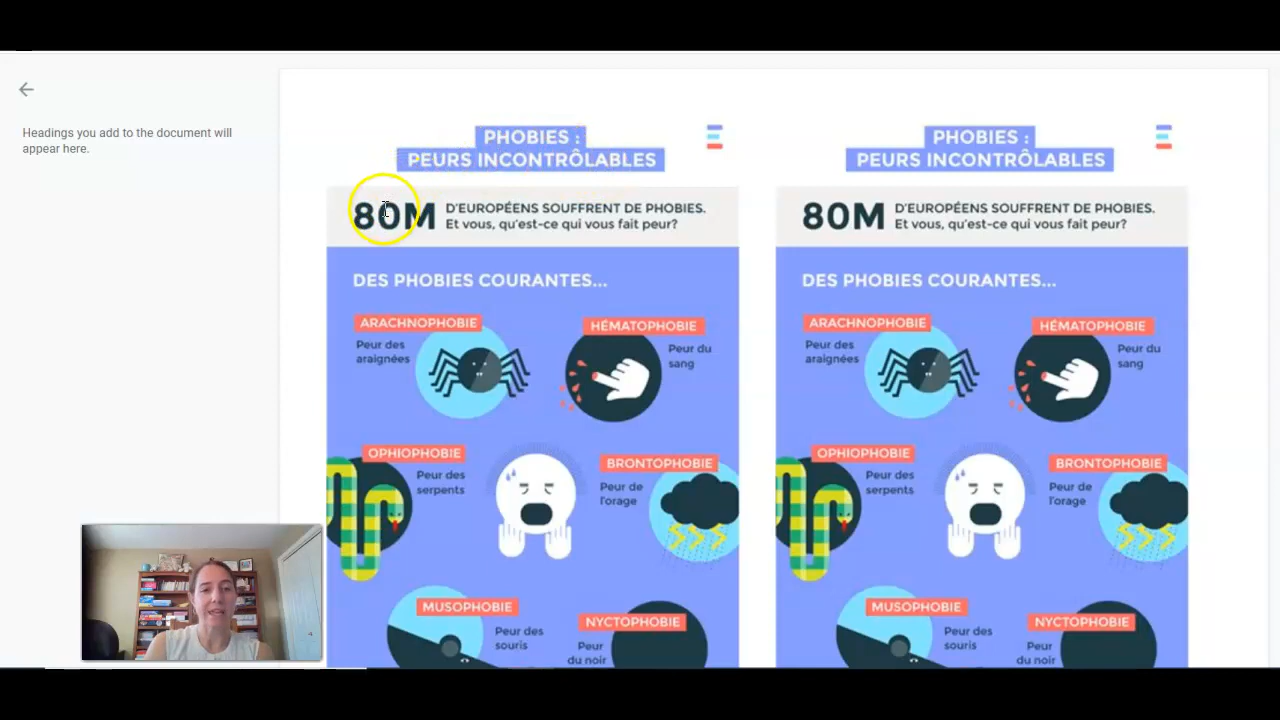 Headings you add to the document will
appear here.
PHOBIES :
PEURS INCONTRÔLABLES
80M
D'EUROPÉENS SOUFFRENT DE PHOBIES.
Et vous, qu'est-ce qui vous fait peur?
DES PHOBIES COURANTES...
ARACHNOPHOBIE
Peur des
araignées
HÉMATOPHOBIE
Peur du
sang
OPHIOPHOBIE
Peur des
serpents
BRONTOPHOBIE
Peur de
l'orage
MUSOPHOBIE
Peur des
souris
NYCTOPHOBIE
Peur
du noir
PHOBIES :
PEURS INCONTRÔLABLES
80M
D'EUROPÉENS SOUFFRENT DE PHOBIES.
Et vous, qu'est-ce qui vous fait peur?
DES PHOBIES COURANTES...
ARACHNOPHOBIE
Peur des
araignées
HÉMATOPHOBIE
Peur du
sang
OPHIOPHOBIE
Peur des
serpents
BRONTOPHOBIE
Peur de
l'orage
MUSOPHOBIE
Peur des
souris
NYCTOPHOBIE
Peur
du noir